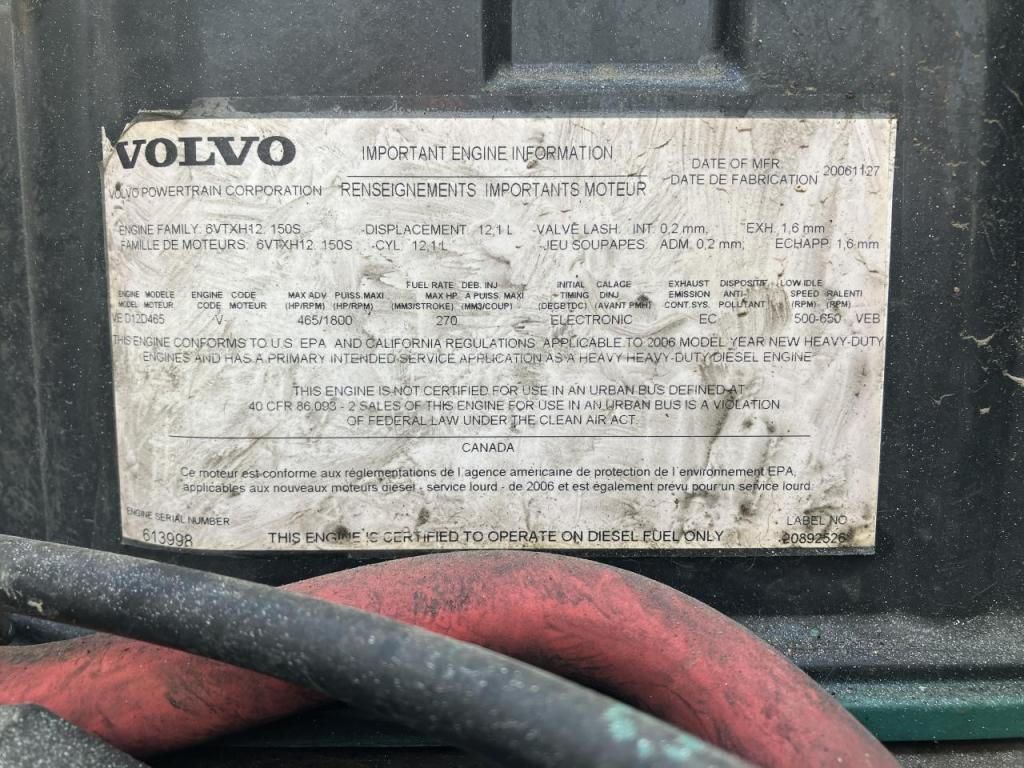 VOLVO
IMPORTANT ENGINE INFORMATION
DATE OF MFR. 20061127
VOLVO POWERTRAIN CORPORATION
RENSEIGNEMENTS IMPORTANTS MOTEUR
DATE DE FABRICATION
ENGINE FAMILY: 6VTXH12. 150S -DISPLACEMENT 12,1 L -VALVE LASH: INT. 0,2 mm, EXH. 1,6 mm
FAMILLE DE MOTEURS: 6VTXH12. 150S -CYL 12,1 L -JEU SOUPAPES: ADM. 0,2 mm; ECHAPP. 1,6 mm
ENGINE MODELE ENGINE CODE MAX ADV PUISS.MAXI FUEL RATE DEB. INJ INITIAL CALAGE EXHAUST DISPOSITIF LOW IDLE
MODEL MOTEUR CODE MOTEUR (HP/RPM) (HP/RPM) MAX HP A PUISS. MAXI TIMING DINJ EMISSION ANTI- SPEED RALENTI
(MM3/STROKE) (MM3/COUP) (DEGBTDC) (AVANT PMH) CONT.SYS. POLLUTANT (RPM) (RPM)
VE D12D465 V 465/1800 270 ELECTRONIC EC 500-650 VEB
THIS ENGINE CONFORMS TO U.S. EPA AND CALIFORNIA REGULATIONS APPLICABLE TO 2006 MODEL YEAR NEW HEAVY-DUTY
ENGINES AND HAS A PRIMARY INTENDED SERVICE APPLICATION AS A HEAVY HEAVY-DUTY DIESEL ENGINE
THIS ENGINE IS NOT CERTIFIED FOR USE IN AN URBAN BUS DEFINED AT
40 CFR 86.093 - 2 SALES OF THIS ENGINE FOR USE IN AN URBAN BUS IS A VIOLATION
OF FEDERAL LAW UNDER THE CLEAN AIR ACT.
CANADA
Ce moteur est conforme aux réglementations de l'agence américaine de protection de l'environnement EPA,
applicables aux nouveaux moteurs diesel - service lourd - de 2006 et est également prévu pour un service lourd
ENGINE SERIAL NUMBER
613998
THIS ENGINE IS CERTIFIED TO OPERATE ON DIESEL FUEL ONLY
LABEL NO
20892526